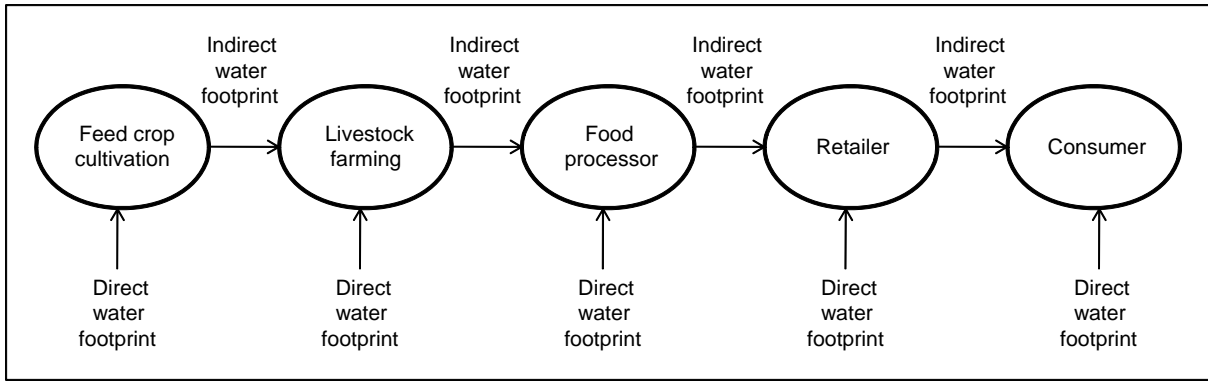 Indirect
water
footprint
Indirect
water
footprint
Indirect
water
footprint
Indirect
water
footprint
Feed crop
cultivation
Livestock
farming
Food
processor
Retailer
Consumer
Direct
water
footprint
Direct
water
footprint
Direct
water
footprint
Direct
water
footprint
Direct
water
footprint